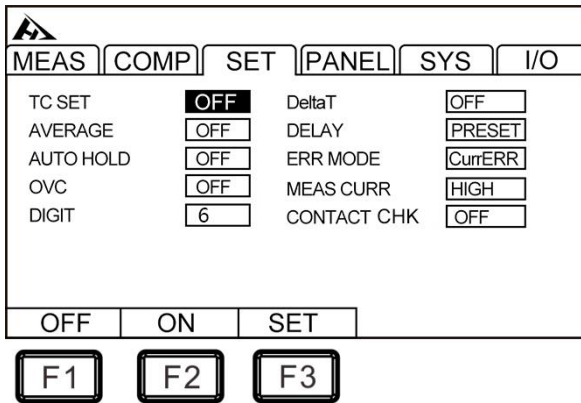 MEAS COMP SET PANEL SYS I/O
TC SET OFF DeltaT OFF
AVERAGE OFF DELAY PRESET
AUTO HOLD OFF ERR MODE CurrERR
OVC OFF MEAS CURR HIGH
DIGIT 6 CONTACT CHK OFF
OFF ON SET
F1 F2 F3